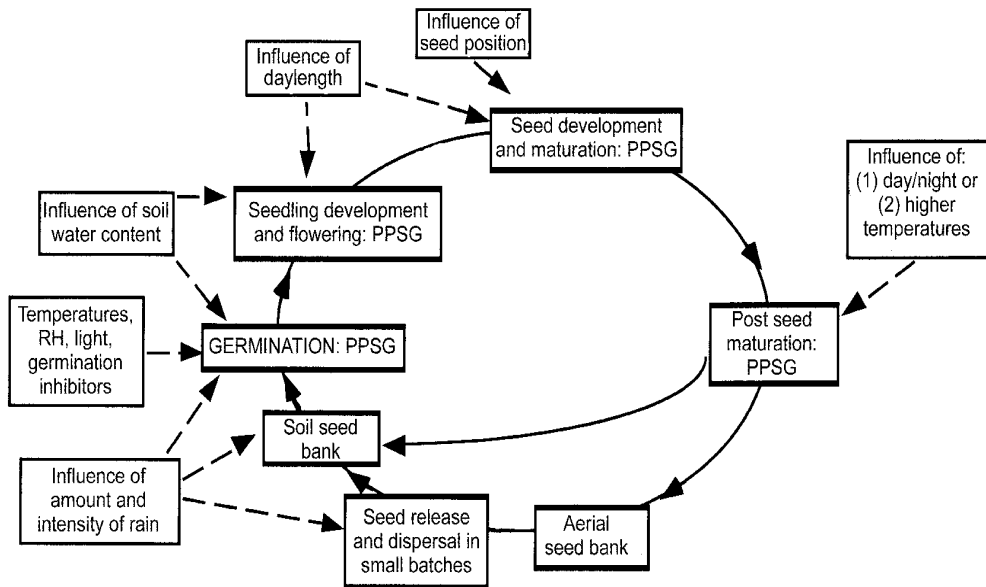 Influence of
seed position
Influence of
daylength
Seed development
and maturation: PPSG
Influence of:
(1) day/night or
(2) higher
temperatures
Influence of soil
water content
Seedling development
and flowering: PPSG
Temperatures,
RH, light,
germination
inhibitors
GERMINATION: PPSG
Post seed
maturation:
PPSG
Soil seed
bank
Influence of
amount and
intensity of rain
Seed release
and dispersal in
small batches
Aerial
seed bank